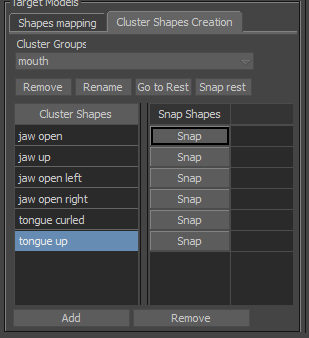 Target Models
Shapes mapping Cluster Shapes Creation
Cluster Groups
mouth
Remove Rename Go to Rest Snap rest
Cluster Shapes Snap Shapes
jaw open Snap
jaw up Snap
jaw open left Snap
jaw open right Snap
tongue curled Snap
tongue up Snap
Add Remove